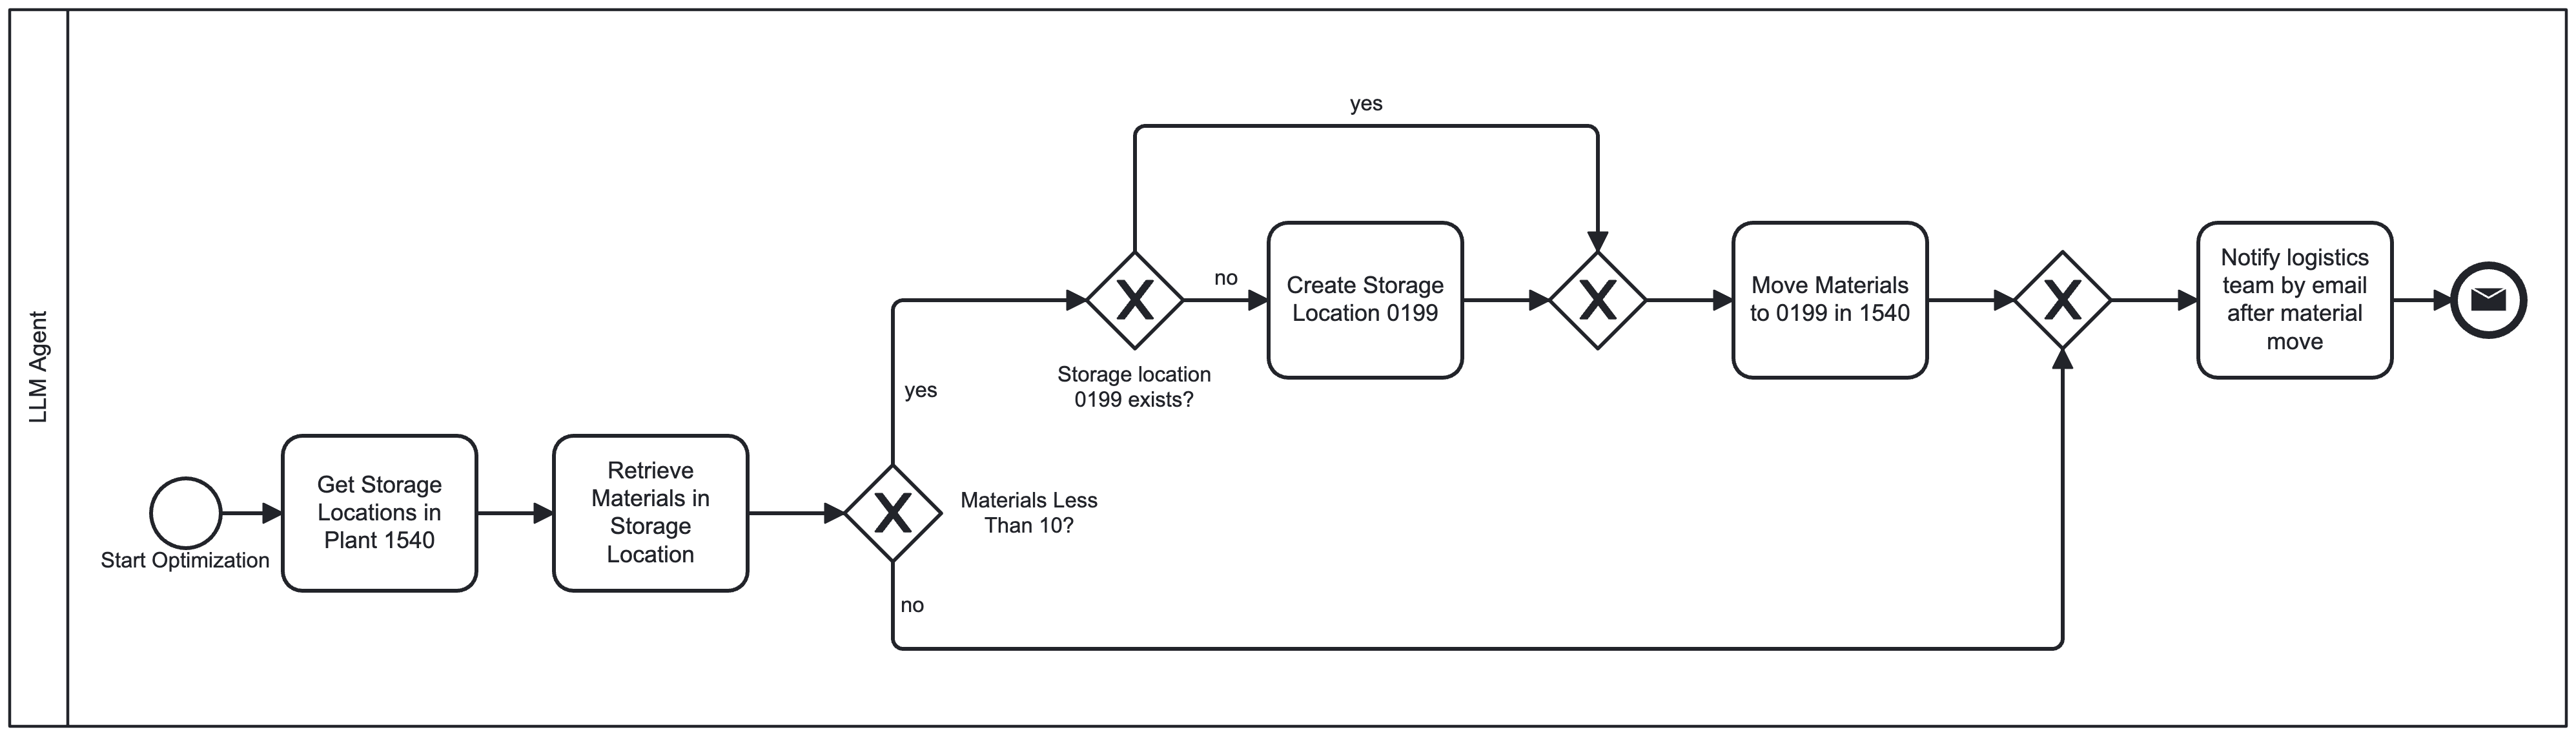 LLM Agent
Start Optimization
Get Storage
Locations in
Plant 1540
Retrieve
Materials in
Storage
Location
Materials Less
Than 10?
yes
no
Storage location
0199 exists?
yes
no
Create Storage
Location 0199
Move Materials
to 0199 in 1540
Notify logistics
team by email
after material
move